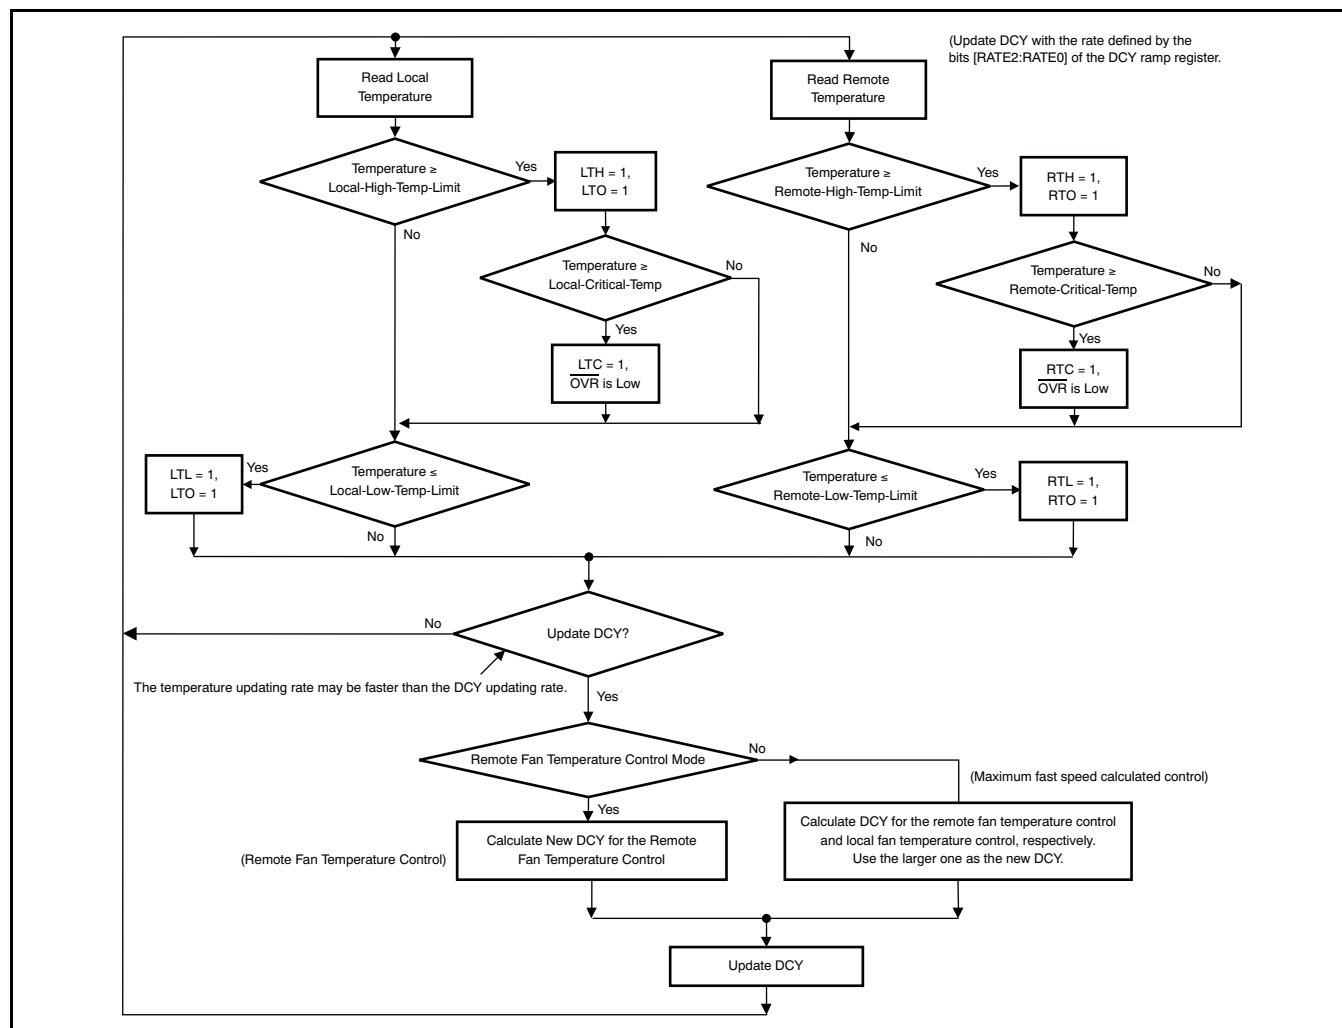 (Update DCY with the rate defined by the
bits [RATE2:RATE0] of the DCY ramp register.
Read Local
Temperature
Read Remote
Temperature
Temperature ≥
Local-High-Temp-Limit
Yes
No
LTH = 1,
LTO = 1
Temperature ≥
Remote-High-Temp-Limit
Yes
No
RTH = 1,
RTO = 1
Temperature ≥
Local-Critical-Temp
No
Yes
Temperature ≥
Remote-Critical-Temp
No
Yes
LTC = 1,
OVR is Low
RTC = 1,
OVR is Low
LTL = 1,
LTO = 1
Yes
Temperature ≤
Local-Low-Temp-Limit
No
Temperature ≤
Remote-Low-Temp-Limit
Yes
No
RTL = 1,
RTO = 1
No
Update DCY?
The temperature updating rate may be faster than the DCY updating rate.
Yes
Remote Fan Temperature Control Mode
No
Yes
(Maximum fast speed calculated control)
(Remote Fan Temperature Control)
Calculate New DCY for the Remote
Fan Temperature Control
Calculate DCY for the remote fan temperature control
and local fan temperature control, respectively.
Use the larger one as the new DCY.
Update DCY